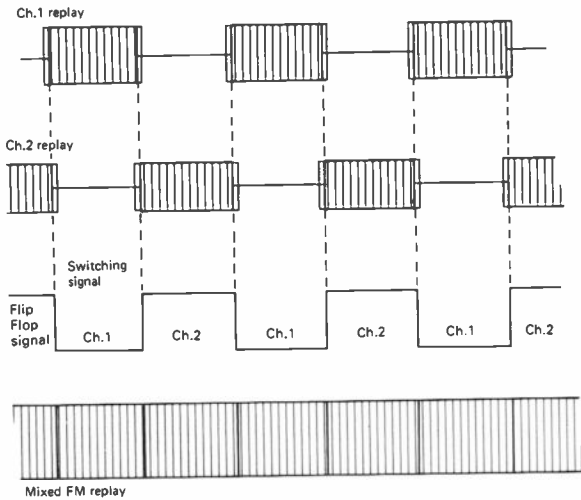 Ch.1 replay
Ch.2 replay
Switching
signal
Flip
Flop
signal
Ch.1
Ch.2
Ch.1
Ch.2
Ch.1
Ch.2
Mixed FM replay